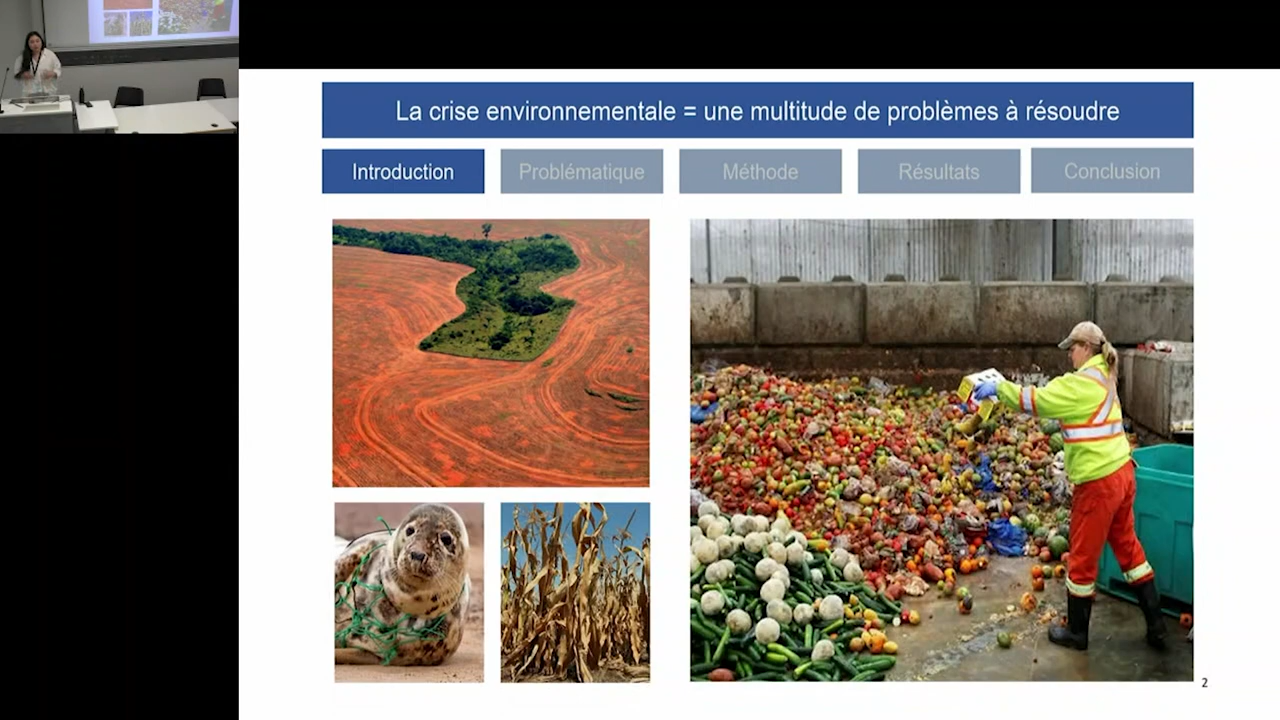 La crise environnementale = une multitude de problèmes à résoudre
Introduction
Problématique
Méthode
Résultats
Conclusion
2